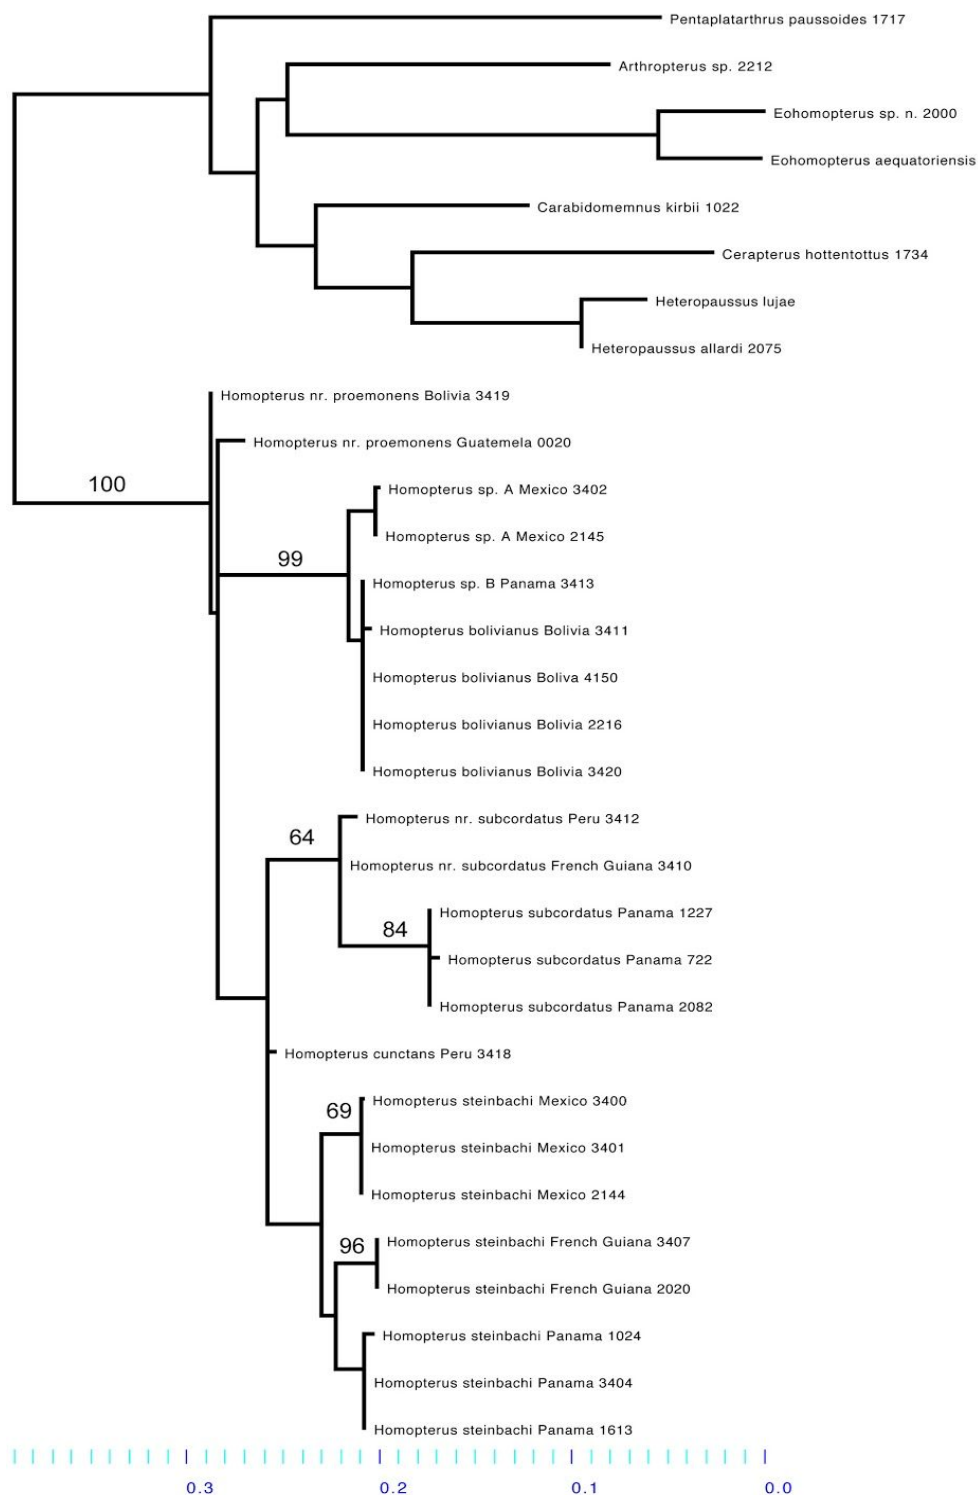 Pentaplatarthrus paussoides 1717
Arthropterus sp. 2212
Eohomopterus sp. n. 2000
Eohomopterus aequatoriensis
Carabidomemnus kirbii 1022
Cerapterus hottentottus 1734
Heteropaussus lujae
Heteropaussus allardi 2075
Homopterus nr. proemonens Bolivia 3419
Homopterus nr. proemonens Guatemela 0020
100
Homopterus sp. A Mexico 3402
Homopterus sp. A Mexico 2145
99
Homopterus sp. B Panama 3413
Homopterus bolivianus Bolivia 3411
Homopterus bolivianus Boliva 4150
Homopterus bolivianus Bolivia 2216
Homopterus bolivianus Bolivia 3420
Homopterus nr. subcordatus Peru 3412
64
Homopterus nr. subcordatus French Guiana 3410
Homopterus subcordatus Panama 1227
84
Homopterus subcordatus Panama 722
Homopterus subcordatus Panama 2082
Homopterus cunctans Peru 3418
Homopterus steinbachi Mexico 3400
69
Homopterus steinbachi Mexico 3401
Homopterus steinbachi Mexico 2144
Homopterus steinbachi French Guiana 3407
96
Homopterus steinbachi French Guiana 2020
Homopterus steinbachi Panama 1024
Homopterus steinbachi Panama 3404
Homopterus steinbachi Panama 1613
0.3 0.2 0.1 0.0